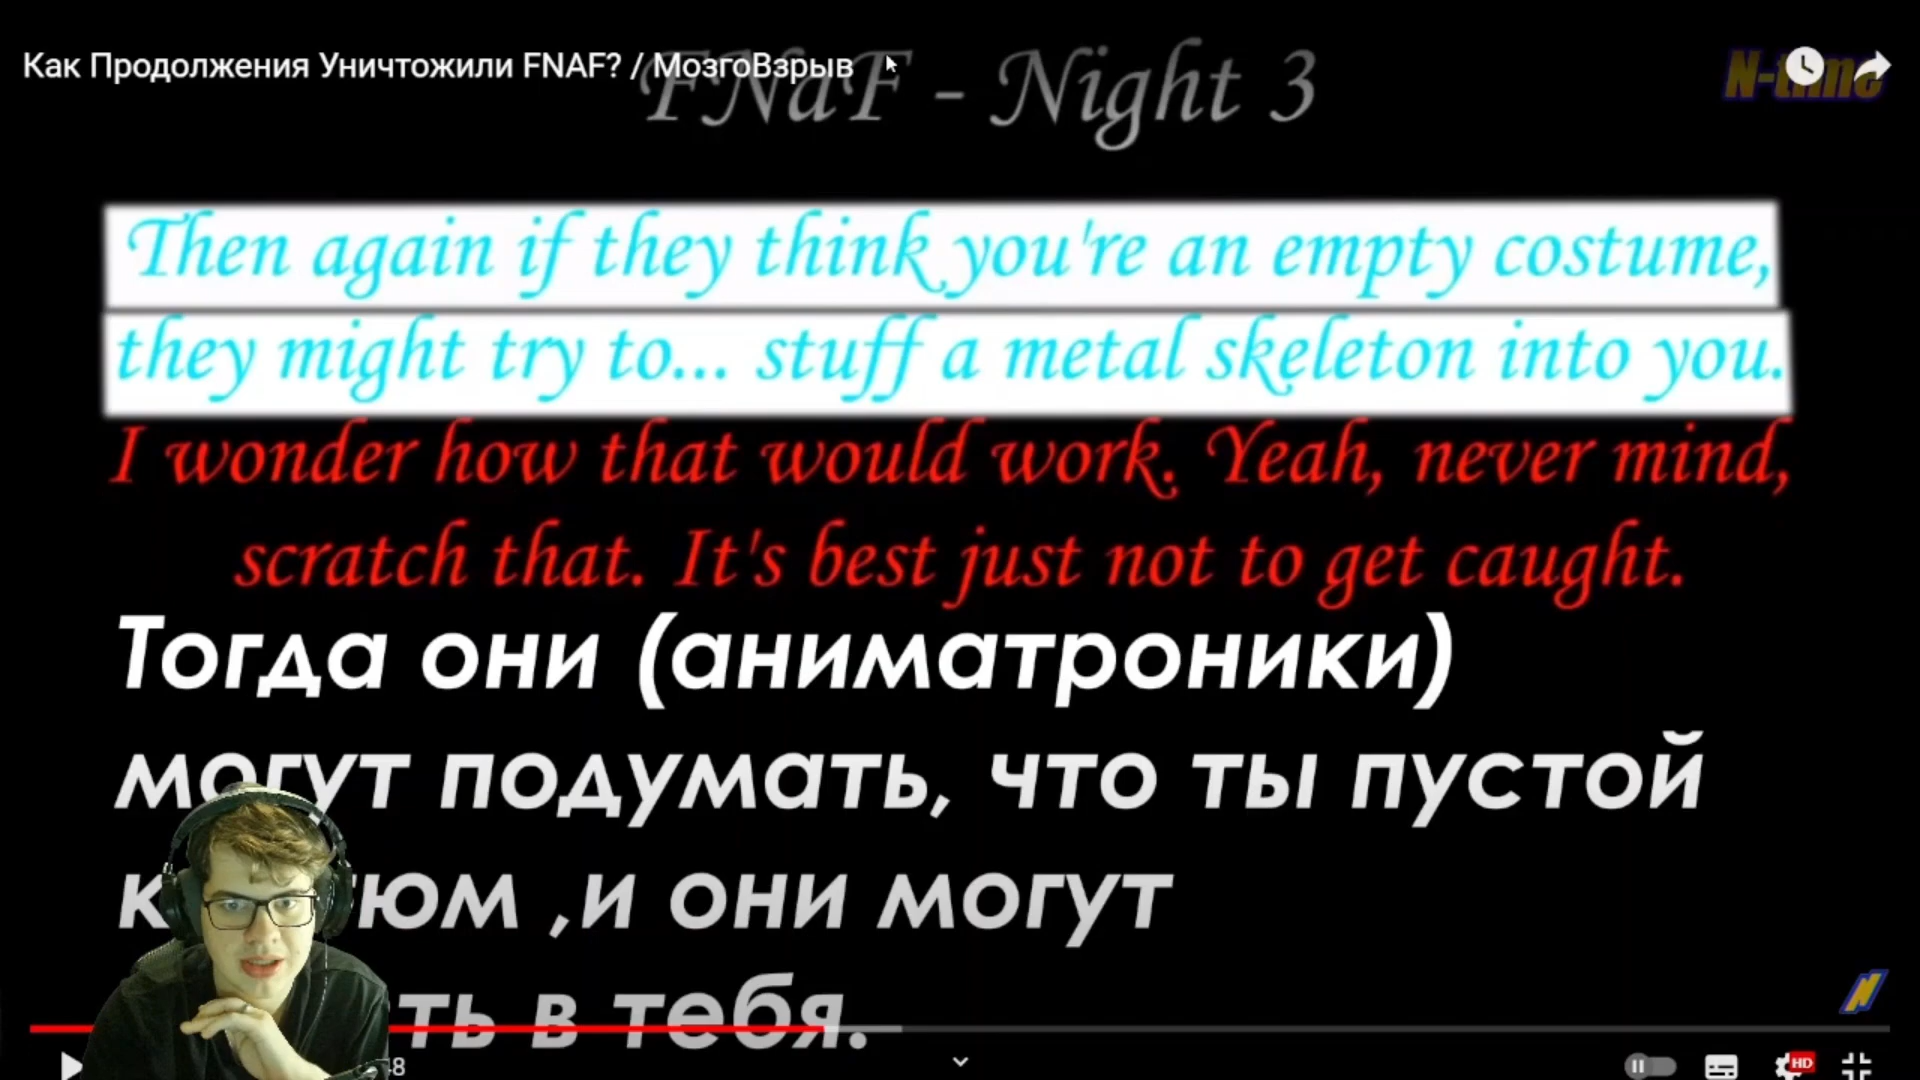 Как Продолжения Уничтожили FNAF? / МозгоВзрыв
FNaF - Night 3
Then again if they think you're an empty costume,
they might try to... stuff a metal skeleton into you.
I wonder how that would work. Yeah, never mind,
scratch that. It's best just not to get caught.
Тогда они (аниматроники)
могут подумать, что ты пустой
,и они могут
в тебя.
HD